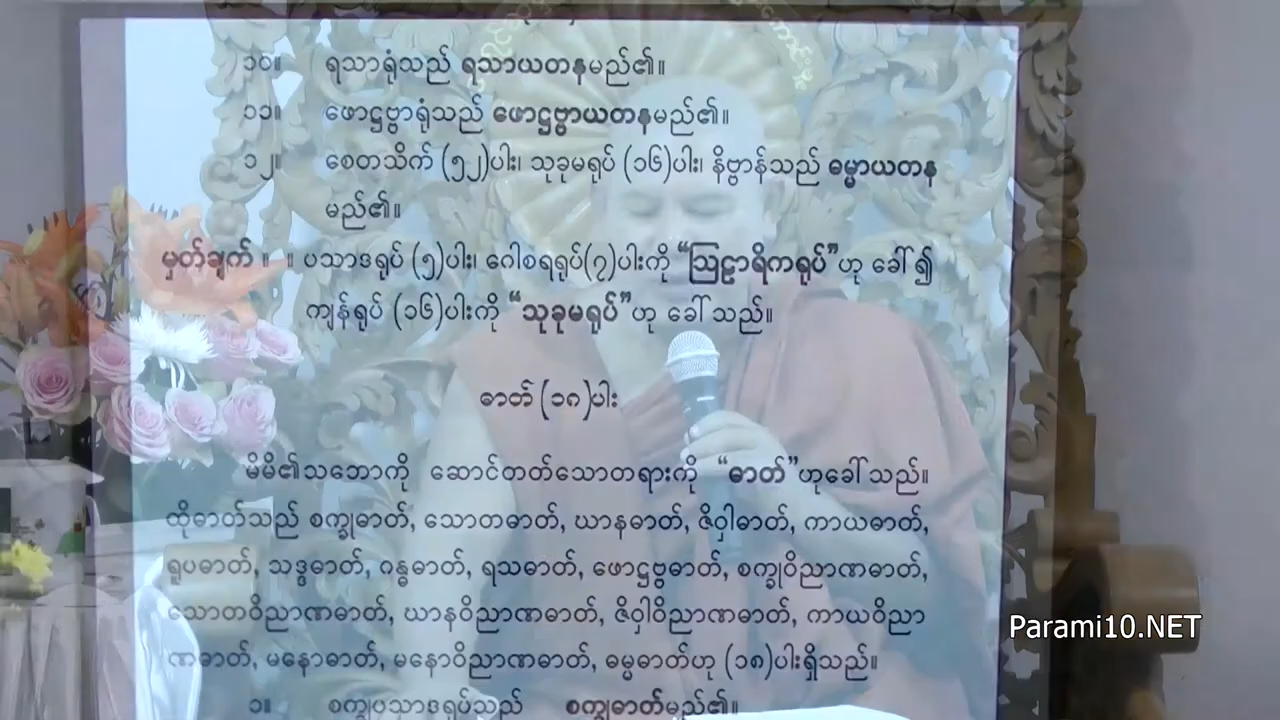 ၁၀။ ရသာရုံသည် ရသာယတနမည်၏။
၁၁။ ဖောဋ္ဌဗ္ဗာရုံသည် ဖောဋ္ဌဗ္ဗာယတနမည်၏။
၁၂။ စေတသိက် (၅၂)ပါး၊ သုခုမရုပ် (၁၆)ပါး၊ နိဗ္ဗာန်သည် ဓမ္မာယတန
မည်၏။
မှတ်ချက် ။ ။ ပသာဒရုပ် (၅)ပါး၊ ဂေါစရရုပ်(၇)ပါးကို “ဩဠာရိကရုပ်”ဟု ခေါ်၍
ကျန်ရုပ် (၁၆)ပါးကို “သုခုမရုပ်”ဟု ခေါ်သည်။
ဓာတ် (၁၈)ပါး
မိမိ၏သဘောကို ဆောင်တတ်သောတရားကို “ဓာတ်”ဟုခေါ်သည်။
ထိုဓာတ်သည် စက္ခုဓာတ်, သောတဓာတ်, ဃာနဓာတ်, ဇိဝှါဓာတ်, ကာယဓာတ်,
ရူပဓာတ်, သဒ္ဒဓာတ်, ဂန္ဓဓာတ်, ရသဓာတ်, ဖောဋ္ဌဗ္ဗဓာတ်, စက္ခုဝိညာဏဓာတ်,
သောတဝိညာဏဓာတ်, ဃာနဝိညာဏဓာတ်, ဇိဝှါဝိညာဏဓာတ်, ကာယဝိညာ
ဏဓာတ်, မနောဓာတ်, မနောဝိညာဏဓာတ်, ဓမ္မဓာတ်ဟု (၁၈)ပါးရှိသည်။
၁။ စက္ခုပသာဒရုပ်သည် စက္ခုဓာတ်မည်၏။
Parami10.NET